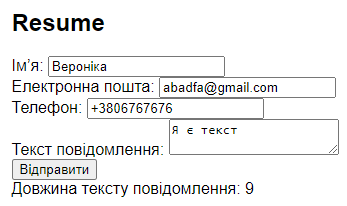 Resume
Ім’я: Вероніка
Електронна пошта: abadfa@gmail.com
Телефон: +3806767676
Я є текст
Текст повідомлення:
Відправити
Довжина тексту повідомлення: 9